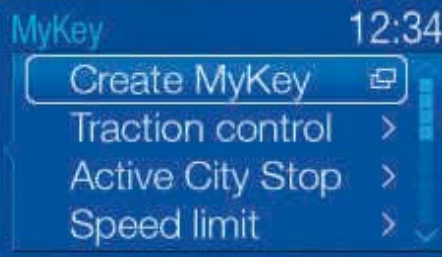 MyKey 12:34
Create MyKey
Traction control
Active City Stop
Speed limit